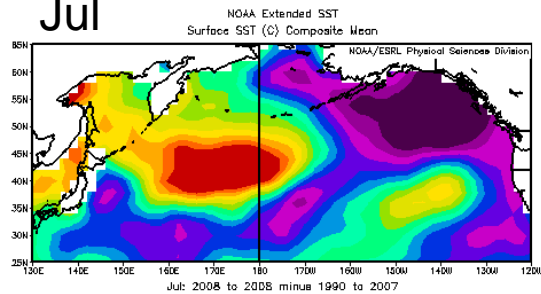 Jul
NOAA Extended SST
Surface SST (C) Composite Mean
NOAA/ESRL Physical Sciences Division
65N
60N
55N
50N
45N
40N
35N
30N
25N
130E 140E 150E 160E 170E 180 170W 160W 150W 140W 130W 120W
Jul: 2008 to 2008 minus 1990 to 2007